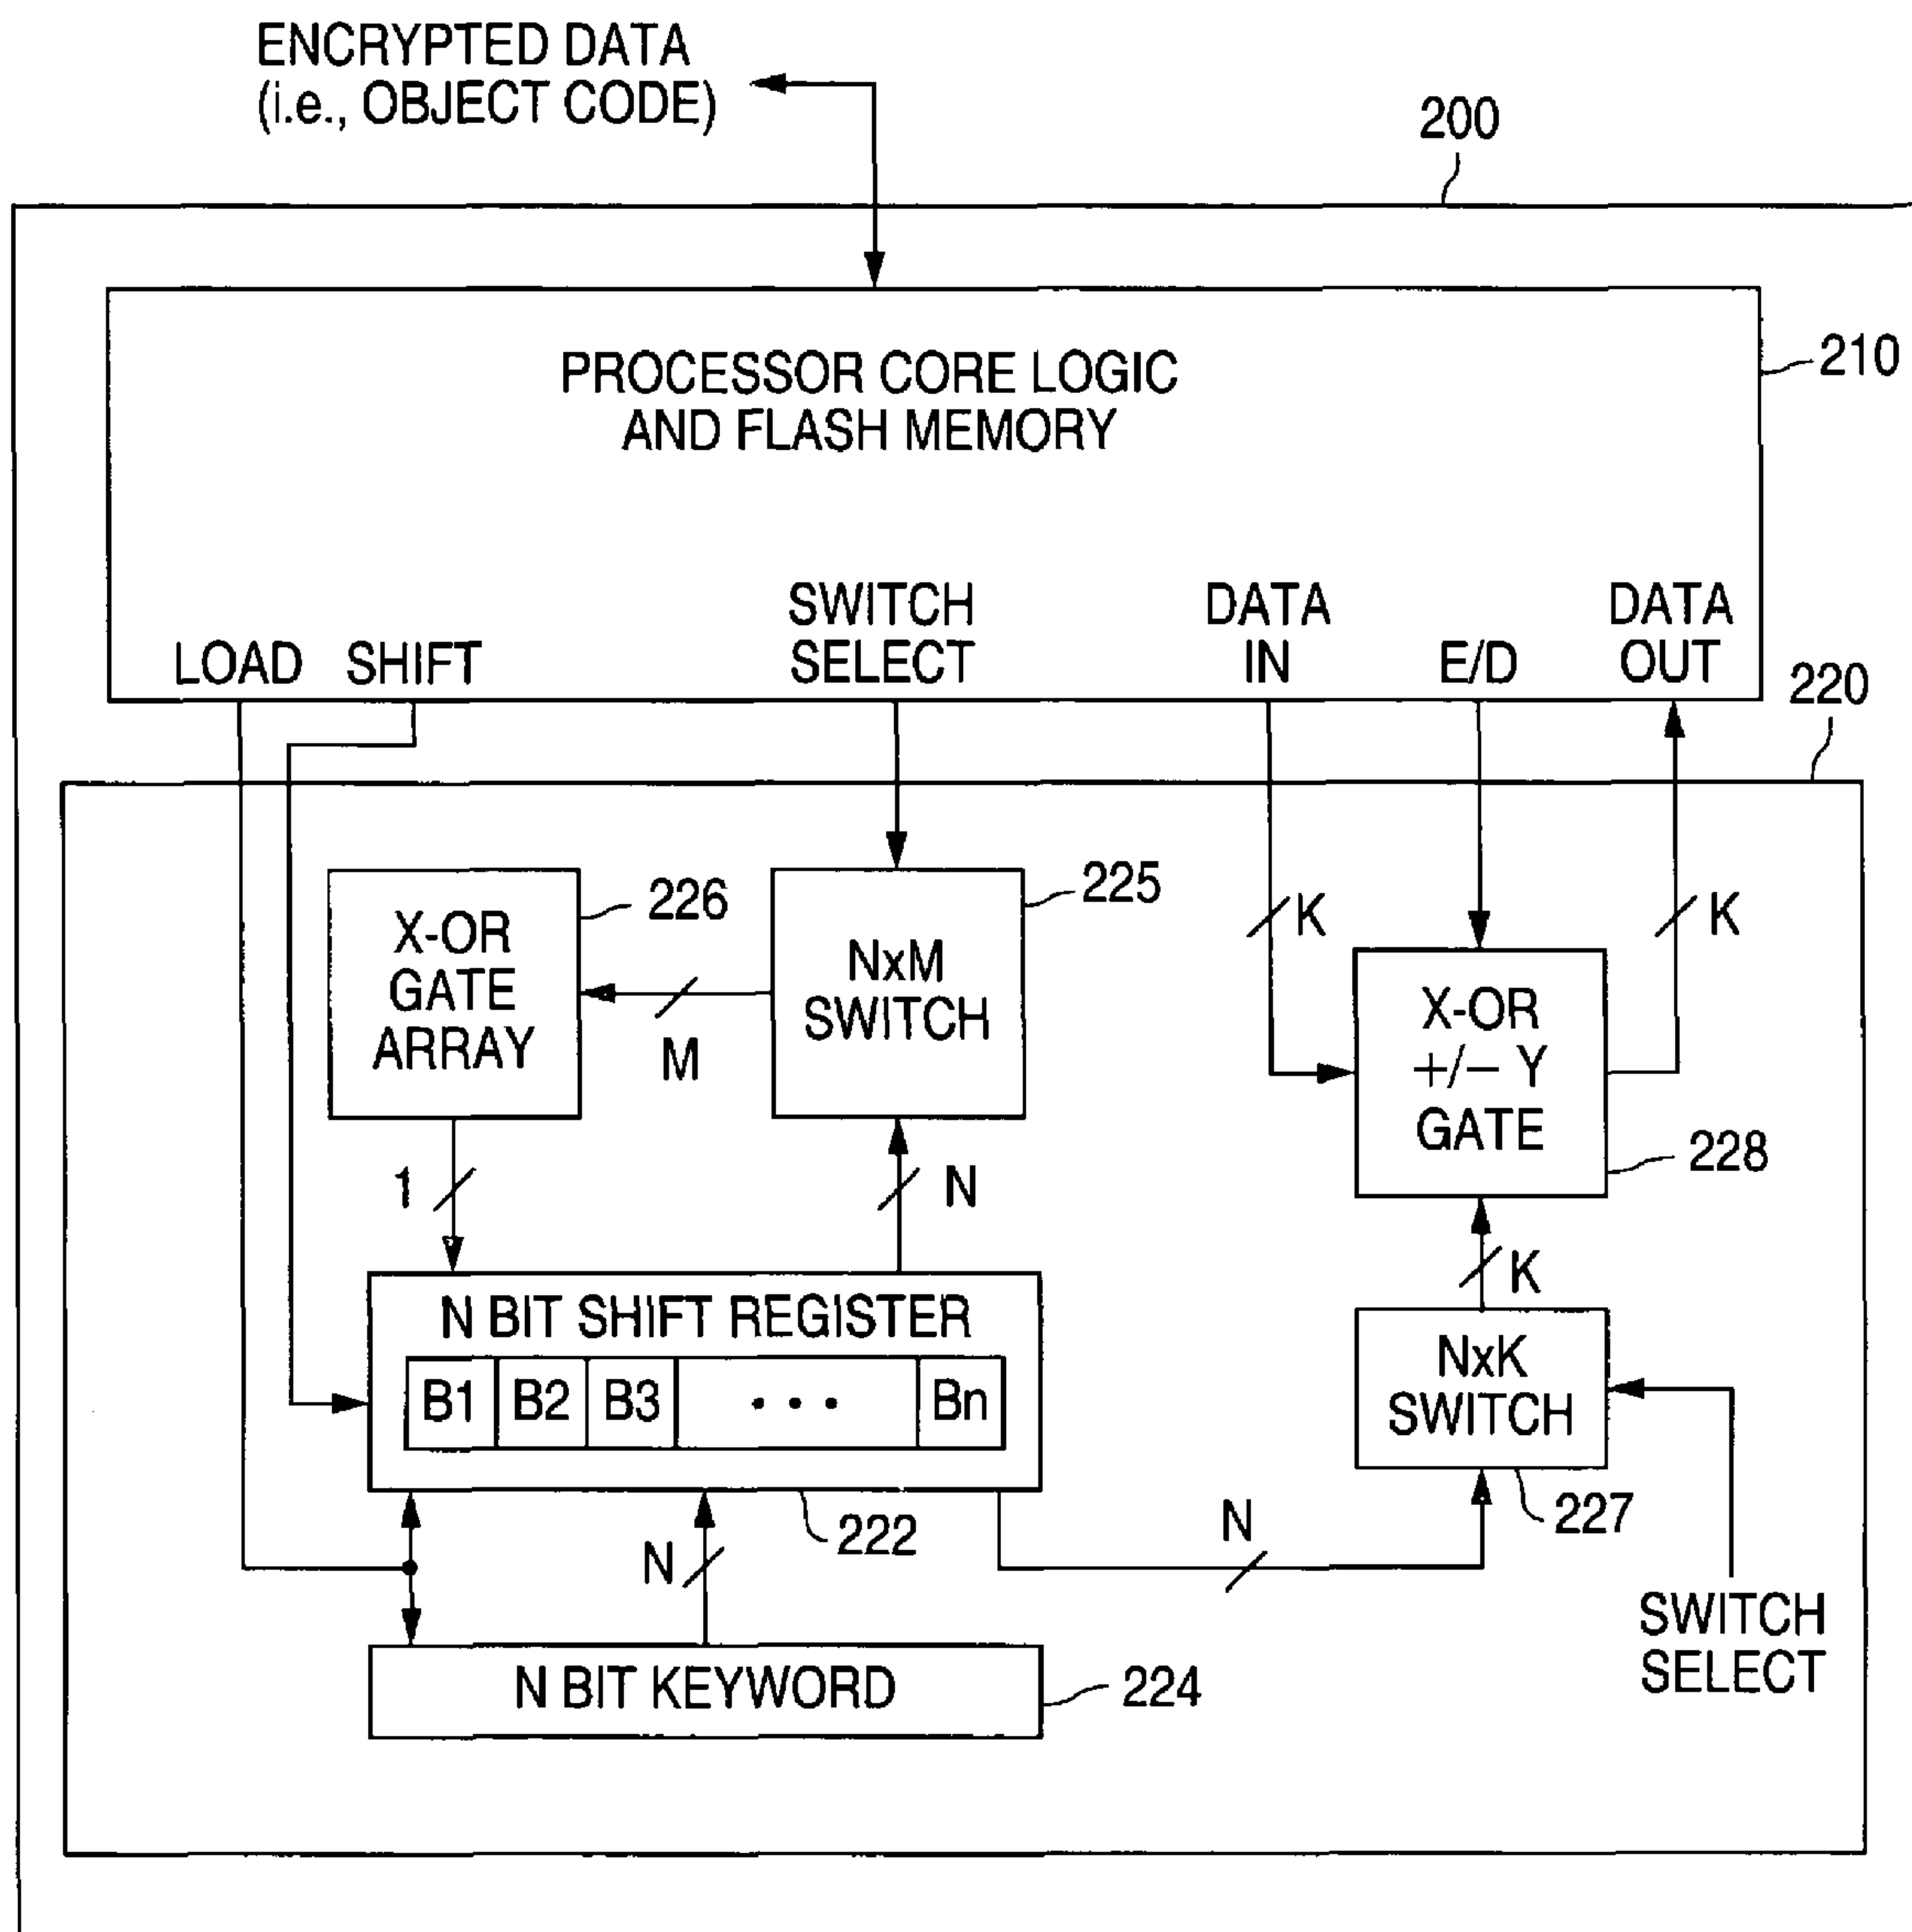 ENCRYPTED DATA
(i.e., OBJECT CODE)
200
PROCESSOR CORE LOGIC
AND FLASH MEMORY
210
LOAD
SHIFT
SWITCH
SELECT
DATA
IN
E/D
DATA
OUT
220
X-OR
GATE
ARRAY
226
M
NxM
SWITCH
225
K
X-OR
+/− Y
GATE
K
228
1
N
K
N BIT SHIFT REGISTER
B1 B2 B3 • • • Bn
222
NxK
SWITCH
227
N
N
SWITCH
SELECT
N BIT KEYWORD
224